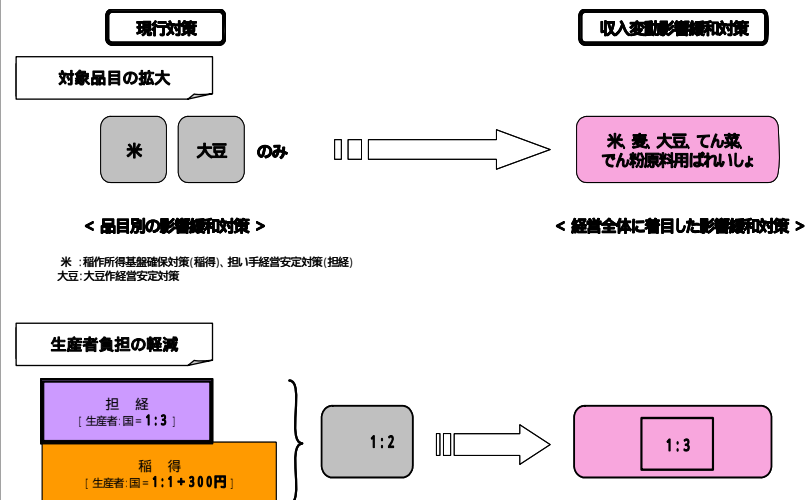 現行対策
収入変動影響緩和対策
対象品目の拡大
米
大豆
のみ
米、麦、大豆、てん菜、
でん粉原料用ばれいしょ
< 品目別の影響緩和対策 >
< 経営全体に着目した影響緩和対策 >
米 :稲作所得基盤確保対策(稲得)、担い手経営安定対策(担経)
大豆:大豆作経営安定対策
生産者負担の軽減
担 経
[ 生産者:国=1:3 ]
1:2
1:3
稲 得
[ 生産者:国=1:1+300円 ]